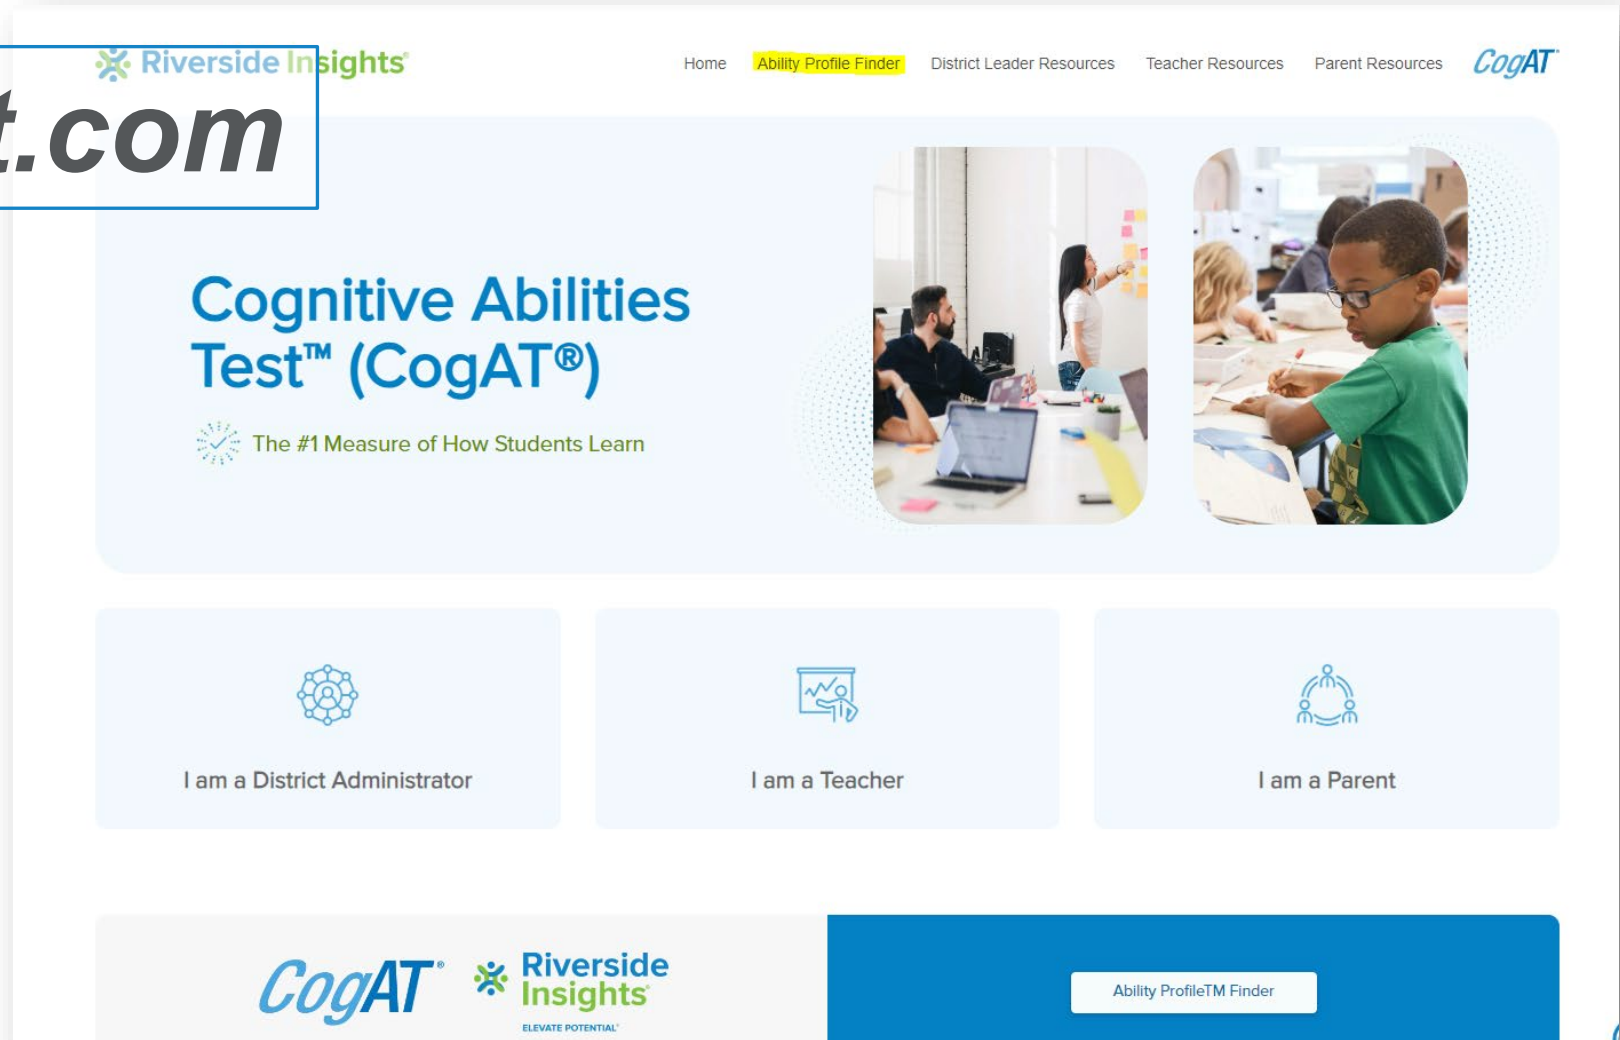 Riverside Insights®
Home Ability Profile Finder District Leader Resources Teacher Resources Parent Resources CogAT®
t.com
Cognitive Abilities
Test™ (CogAT®)
The #1 Measure of How Students Learn
I am a District Administrator
I am a Teacher
I am a Parent
CogAT®
Riverside
Insights®
ELEVATE POTENTIAL®
Ability ProfileTM Finder